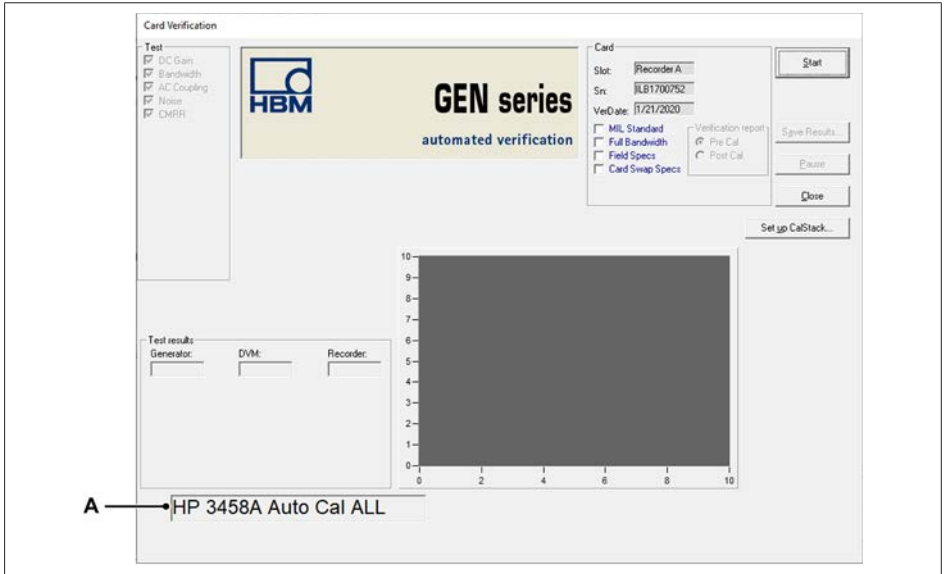 Card Verification
Test
DC Gain
Bandwidth
AC Coupling
Noise
CMRR
HBM
GEN series
automated verification
Card
Slot: Recorder A
Sn: ILB1700752
VerDate: 1/21/2020
MIL Standard
Full Bandwidth
Field Specs
Card Swap Specs
Verification report
Pre Cal
Post Cal
Start
Save Results...
Pause
Close
Set up CalStack...
10
9
8
7
6
5
4
3
2
1
0
0 2 4 6 8 10
Test results
Generator: DVM: Recorder:
A
HP 3458A Auto Cal ALL